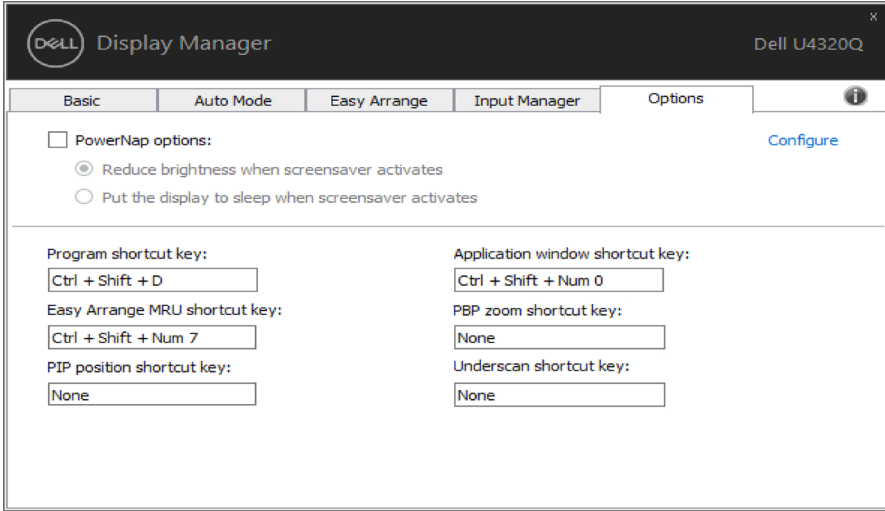 x
DELL Display Manager
Dell U4320Q
Basic
Auto Mode
Easy Arrange
Input Manager
Options
i
PowerNap options:
Configure
Reduce brightness when screensaver activates
Put the display to sleep when screensaver activates
Program shortcut key:
Ctrl + Shift + D
Application window shortcut key:
Ctrl + Shift + Num 0
Easy Arrange MRU shortcut key:
Ctrl + Shift + Num 7
PBP zoom shortcut key:
None
PIP position shortcut key:
None
Underscan shortcut key:
None